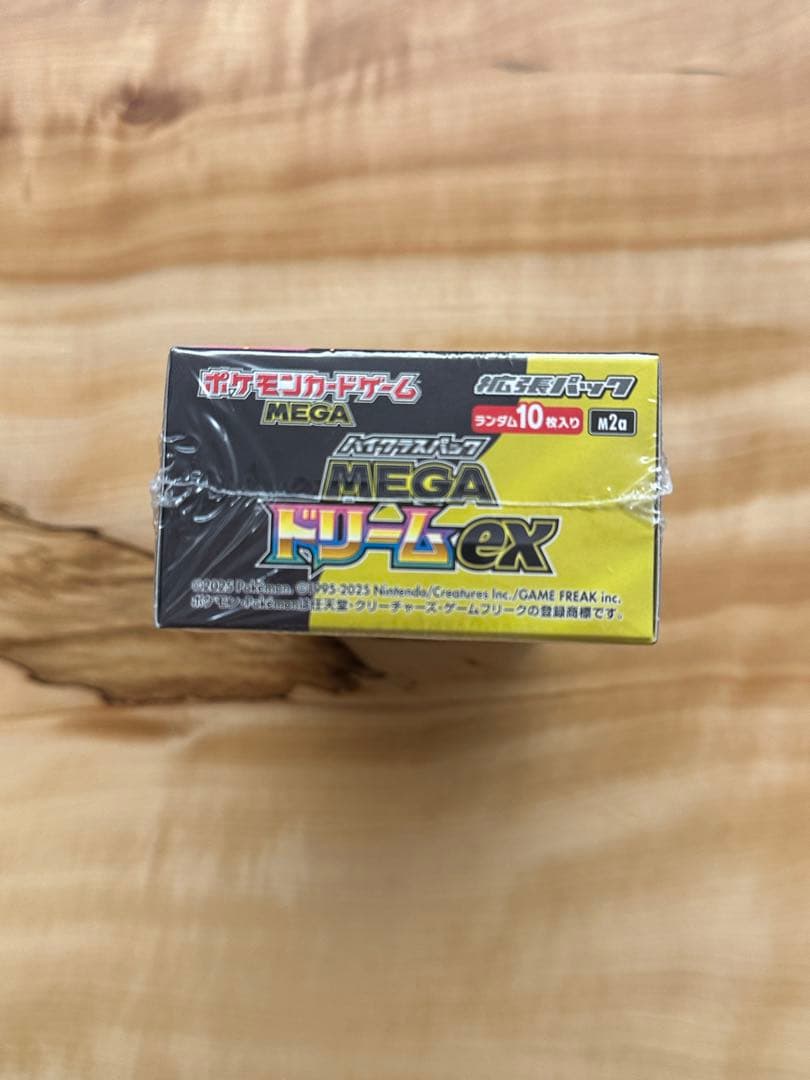 ポケモンカードゲーム
MEGA
拡張パック
ランダム10枚入り
M2a
ハイクラスパック
MEGA
ドリームex
©2025 Pokémon. ©1995-2025 Nintendo/Creatures Inc./GAME FREAK inc.
ポケモン・Pokémonは任天堂・クリーチャーズ・ゲームフリークの登録商標です。